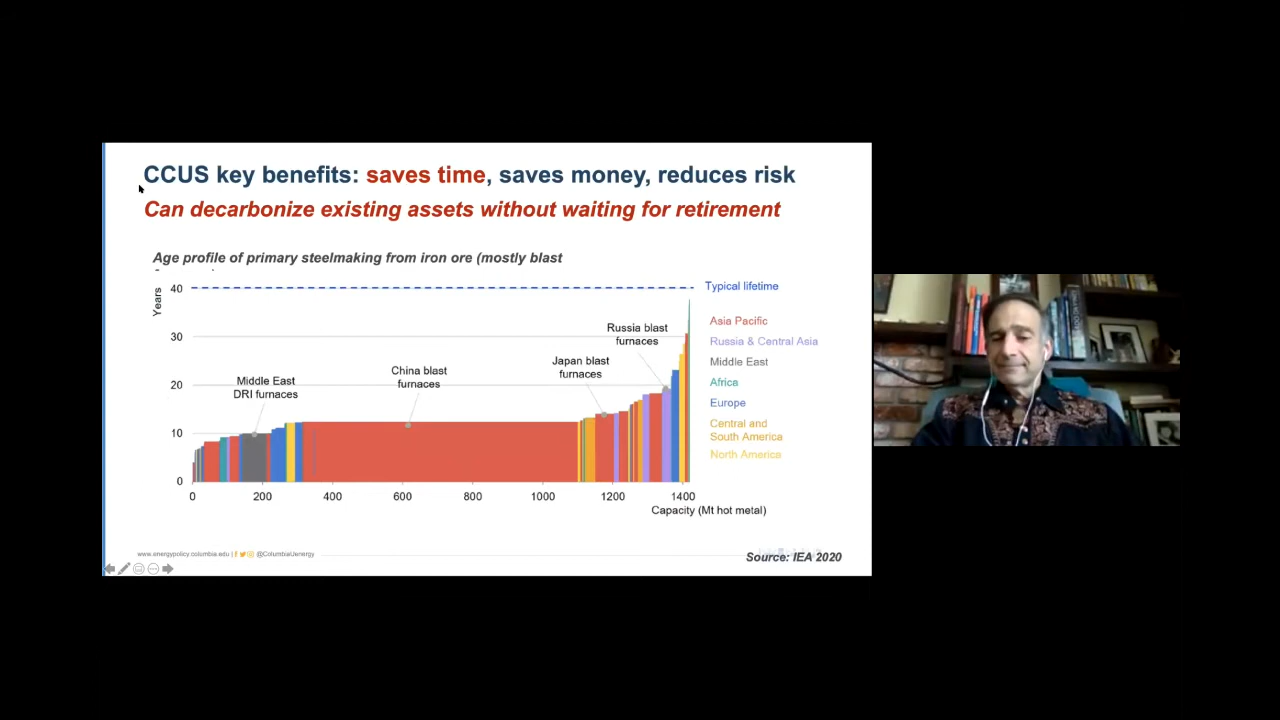 CCUS key benefits: saves time, saves money, reduces risk
Can decarbonize existing assets without waiting for retirement
Age profile of primary steelmaking from iron ore (mostly blast
Years
40
30
20
10
0
Typical lifetime
Asia Pacific
Russia & Central Asia
Middle East
Africa
Europe
Central and
South America
North America
Middle East
DRI furnaces
China blast
furnaces
Japan blast
furnaces
Russia blast
furnaces
0 200 400 600 800 1000 1200 1400
Capacity (Mt hot metal)
www.energypolicy.columbia.edu | @ColumbiaUenergy
Source: IEA 2020